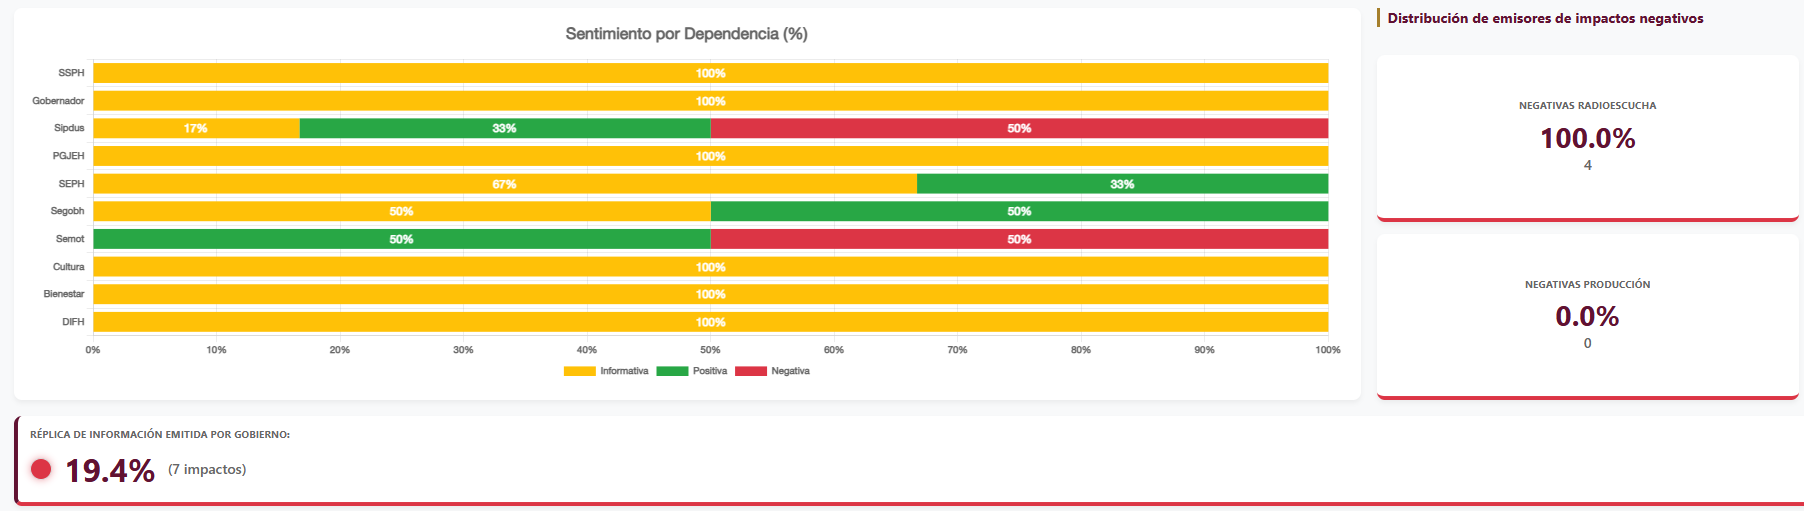 Sentimiento por Dependencia (%)
SSPH 100%
Gobernador 100%
Sipdus 17% 33% 50%
PGJEH 100%
SEPH 67% 33%
Segobh 50% 50%
Semot 50% 50%
Cultura 100%
Bienestar 100%
DIFH 100%
0% 10% 20% 30% 40% 50% 60% 70% 80% 90% 100%
Informativa Positiva Negativa
Distribución de emisores de impactos negativos
NEGATIVAS RADIOESCUCHA
100.0%
4
NEGATIVAS PRODUCCIÓN
0.0%
0
RÉPLICA DE INFORMACIÓN EMITIDA POR GOBIERNO:
19.4% (7 impactos)